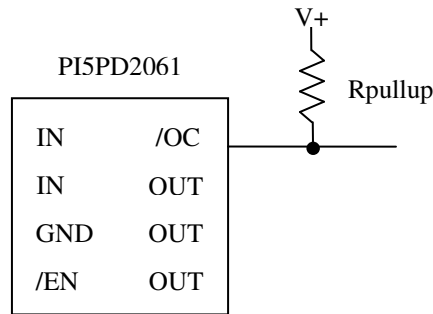 V+
PI5PD2061
Rpullup
IN /OC
IN OUT
GND OUT
/EN OUT